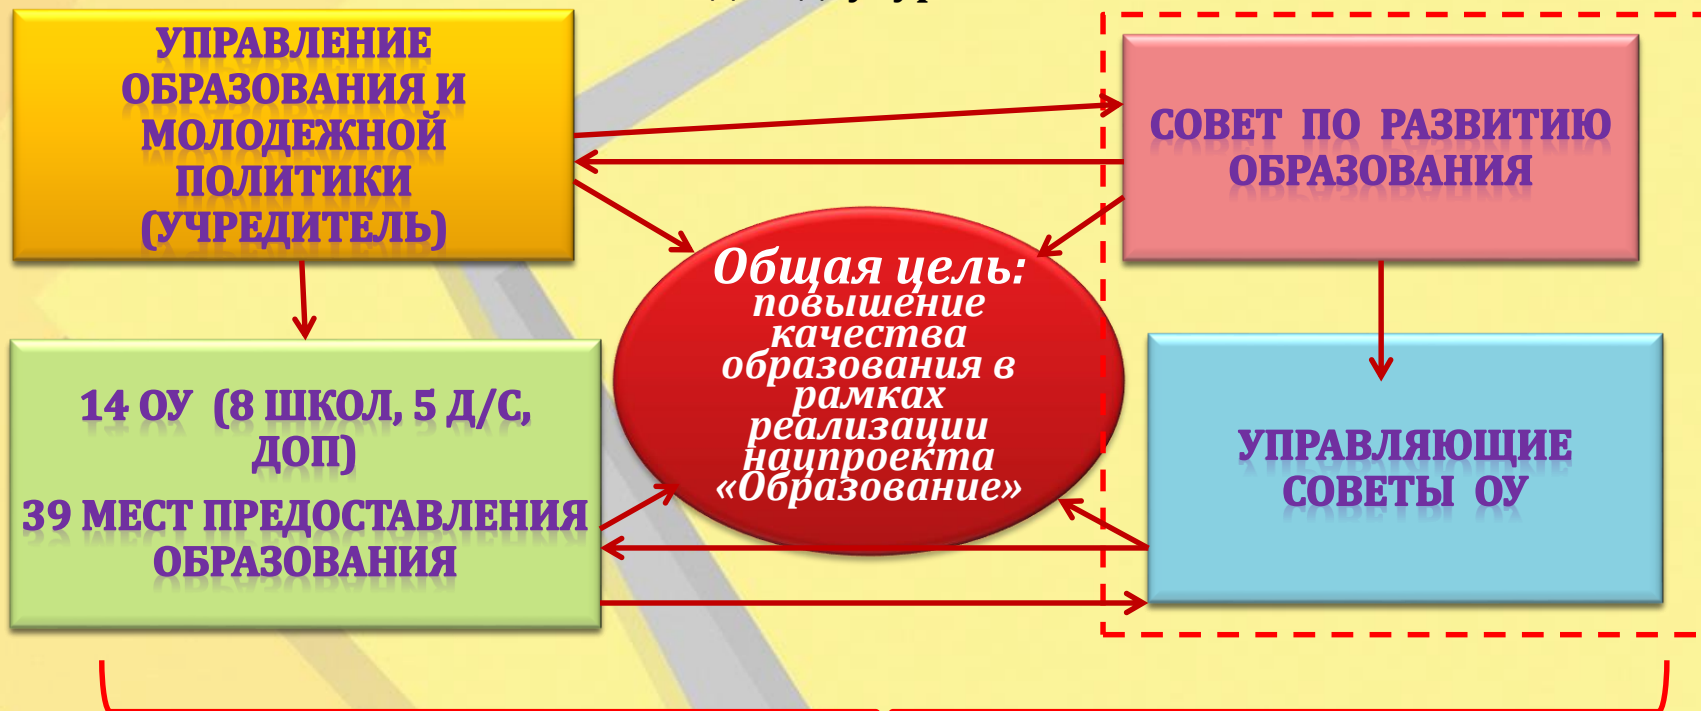 УПРАВЛЕНИЕ
ОБРАЗОВАНИЯ И
МОЛОДЕЖНОЙ
ПОЛИТИКИ
(УЧРЕДИТЕЛЬ)
СОВЕТ ПО РАЗВИТИЮ
ОБРАЗОВАНИЯ
Общая цель:
повышение
качества
образования в
рамках
реализации
нацпроекта
«Образование»
14 ОУ (8 ШКОЛ, 5 Д/С,
ДОП)
39 МЕСТ ПРЕДОСТАВЛЕНИЯ
ОБРАЗОВАНИЯ
УПРАВЛЯЮЩИЕ
СОВЕТЫ ОУ